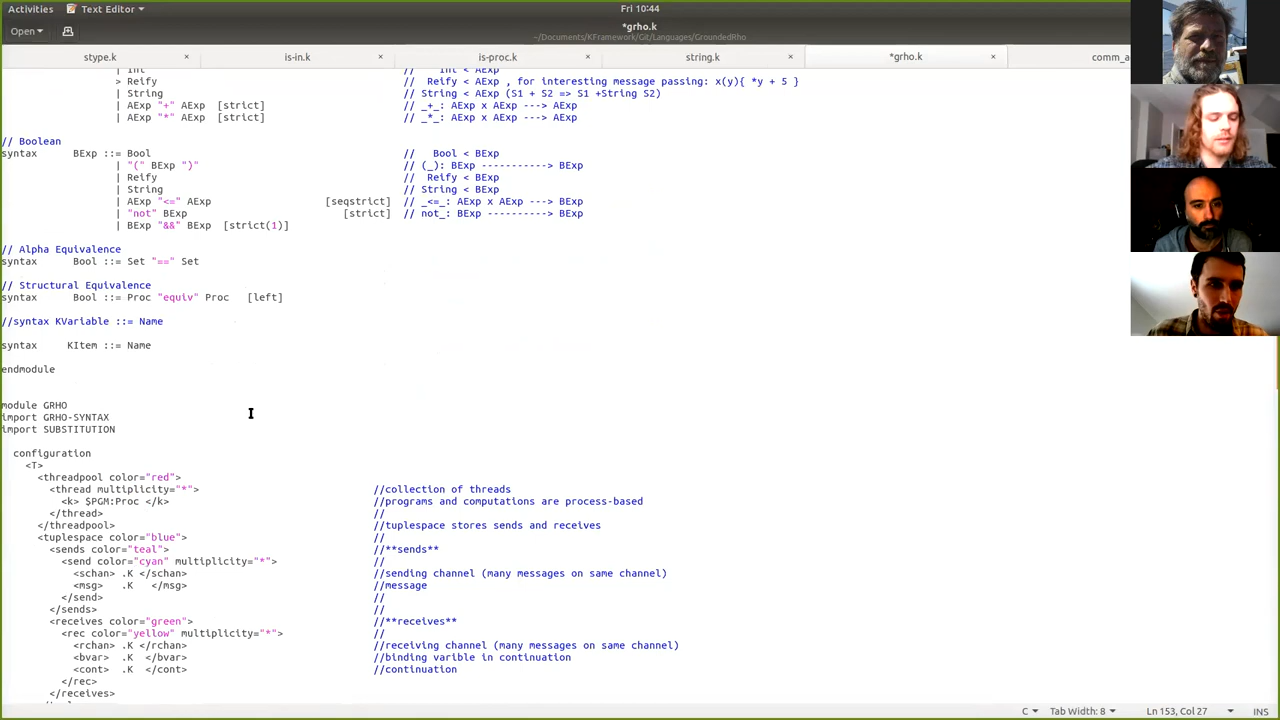 Activities
Text Editor
Fri 10:44
Open
*grho.k
~/Documents/KFramework/Git/Languages/GroundedRho
stype.k
is-in.k
is-proc.k
string.k
*grho.k
comm_a
| Int // Int < AExp
> Reify // Reify < AExp , for interesting message passing: x(y){ *y + 5 }
| String // String < AExp (S1 + S2 => S1 +String S2)
| AExp "+" AExp [strict] // _+_: AExp x AExp ---> AExp
| AExp "*" AExp [strict] // _*_: AExp x AExp ---> AExp
// Boolean
syntax BExp ::= Bool // Bool < BExp
| "(" BExp ")" // (_): BExp -----------> BExp
| Reify // Reify < BExp
| String // String < BExp
| AExp "<=" AExp [seqstrict] // _<=_: AExp x AExp ---> BExp
| "not" BExp [strict] // not_: BExp ----------> BExp
| BExp "&&" BExp [strict(1)]
// Alpha Equivalence
syntax Bool ::= Set "==" Set
// Structural Equivalence
syntax Bool ::= Proc "equiv" Proc [left]
//syntax KVariable ::= Name
syntax KItem ::= Name
endmodule
module GRHO
import GRHO-SYNTAX
import SUBSTITUTION
configuration
<T>
<threadpool color="red">
<thread multiplicity="*"> //collection of threads
<k> $PGM:Proc </k> //programs and computations are process-based
</thread> //
</threadpool> //tuplespace stores sends and receives
<tuplespace color="blue"> //
<sends color="teal"> //**sends**
<send color="cyan" multiplicity="*"> //
<schan> .K </schan> //sending channel (many messages on same channel)
<msg> .K </msg> //message
</send> //
</sends> //
<receives color="green"> //**receives**
<rec color="yellow" multiplicity="*"> //
<rchan> .K </rchan> //receiving channel (many messages on same channel)
<bvar> .K </bvar> //binding varible in continuation
<cont> .K </cont> //continuation
</rec>
</receives>
C
Tab Width: 8
Ln 153, Col 27
INS